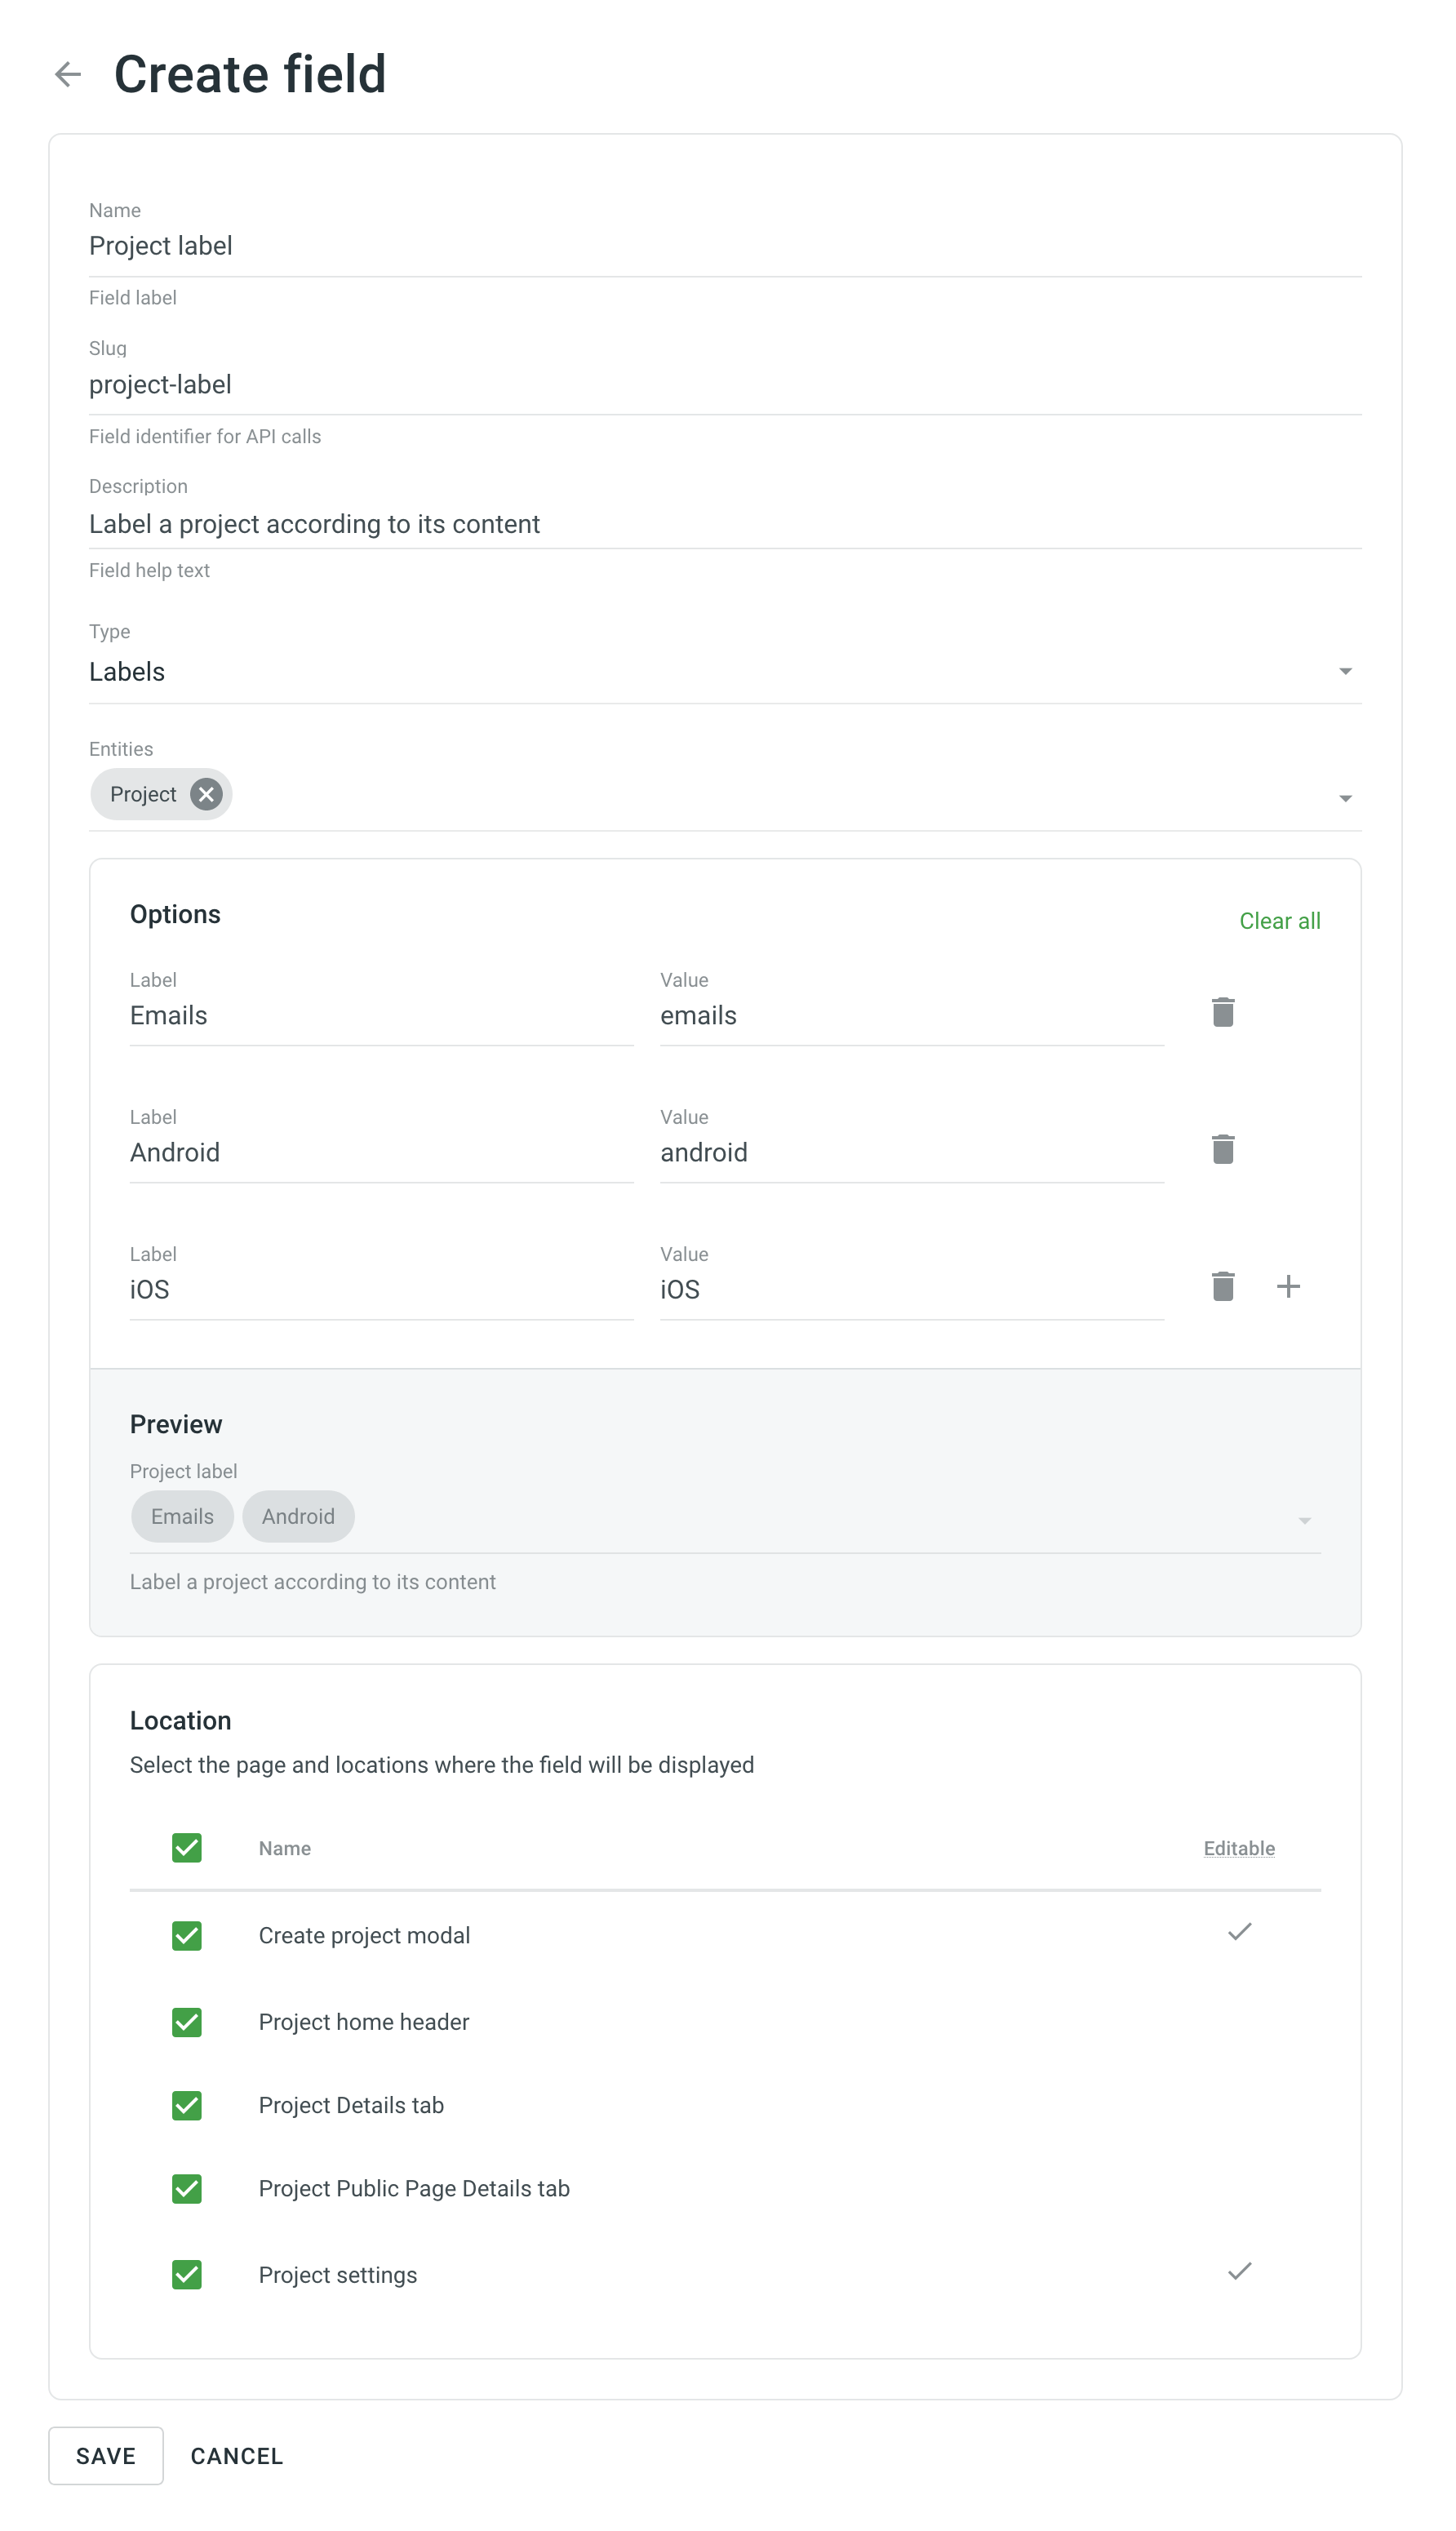 Create field
Name
Project label
Field label
Slug
project-label
Field identifier for API calls
Description
Label a project according to its content
Field help text
Type
Labels
Entities
Project
Options
Clear all
Label Value
Emails emails
Label Value
Android android
Label Value
iOS iOS
Preview
Project label
Emails Android
Label a project according to its content
Location
Select the page and locations where the field will be displayed
Name Editable
Create project modal
Project home header
Project Details tab
Project Public Page Details tab
Project settings
SAVE CANCEL